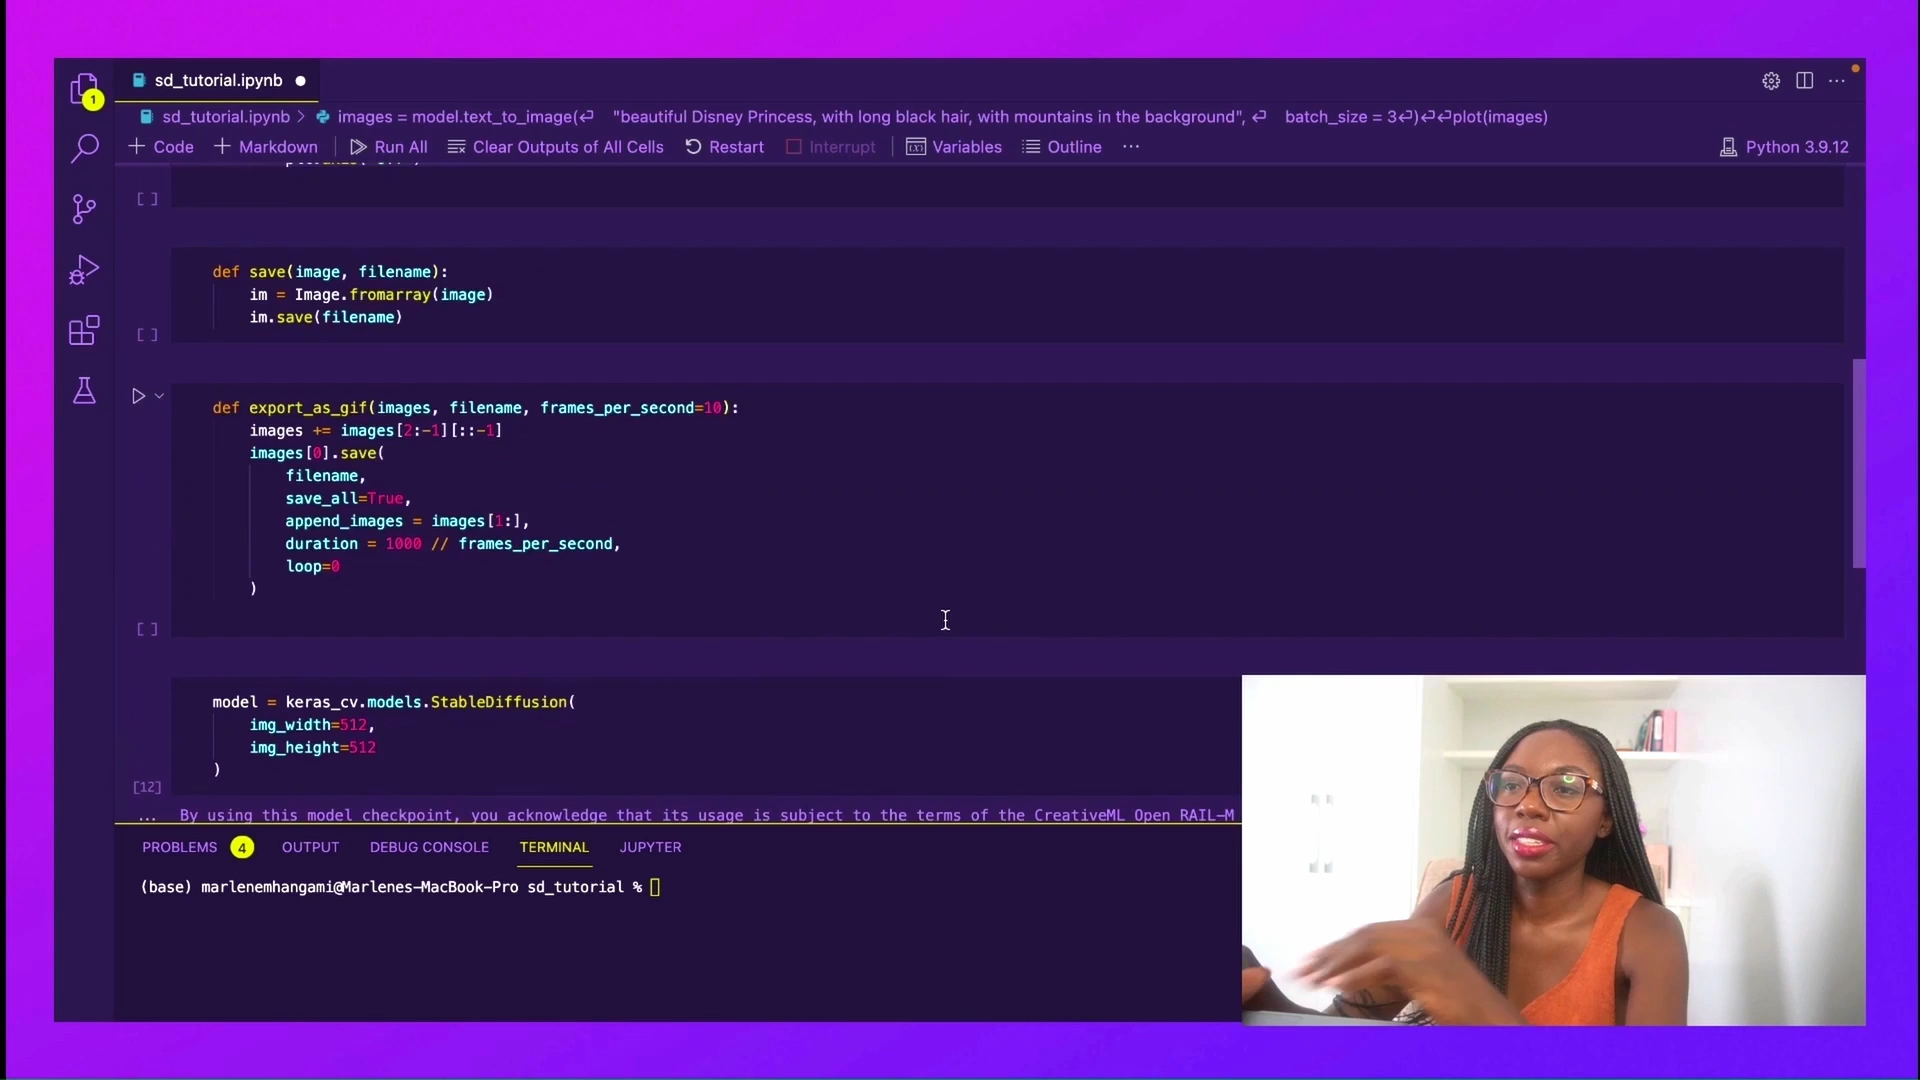 sd_tutorial.ipynb
1
sd_tutorial.ipynb > images = model.text_to_image(⏎ "beautiful Disney Princess, with long black hair, with mountains in the background", ⏎ batch_size = 3⏎)⏎⏎plot(images)
+ Code + Markdown Run All Clear Outputs of All Cells Restart Interrupt Variables Outline ... Python 3.9.12
[ ]
def save(image, filename):
im = Image.fromarray(image)
im.save(filename)
[ ]
def export_as_gif(images, filename, frames_per_second=10):
images += images[2:-1][::-1]
images[0].save(
filename,
save_all=True,
append_images = images[1:],
duration = 1000 // frames_per_second,
loop=0
)
[ ]
model = keras_cv.models.StableDiffusion(
img_width=512,
img_height=512
)
[12]
... By using this model checkpoint, you acknowledge that its usage is subject to the terms of the CreativeML Open RAIL-M
PROBLEMS 4 OUTPUT DEBUG CONSOLE TERMINAL JUPYTER
(base) marlenemhangami@Marlenes-MacBook-Pro sd_tutorial %